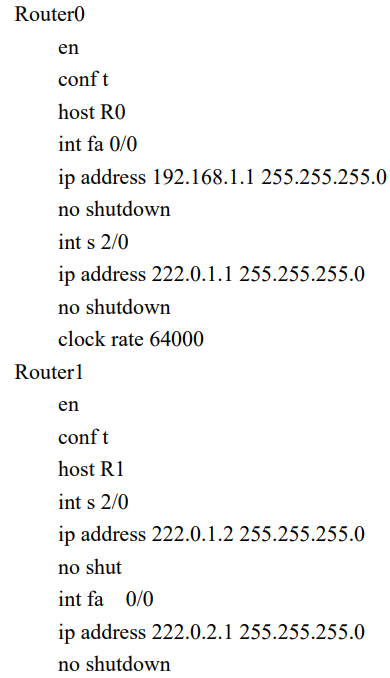 Router0
en
conf t
host R0
int fa 0/0
ip address 192.168.1.1 255.255.255.0
no shutdown
int s 2/0
ip address 222.0.1.1 255.255.255.0
no shutdown
clock rate 64000
Router1
en
conf t
host R1
int s 2/0
ip address 222.0.1.2 255.255.255.0
no shut
int fa 0/0
ip address 222.0.2.1 255.255.255.0
no shutdown